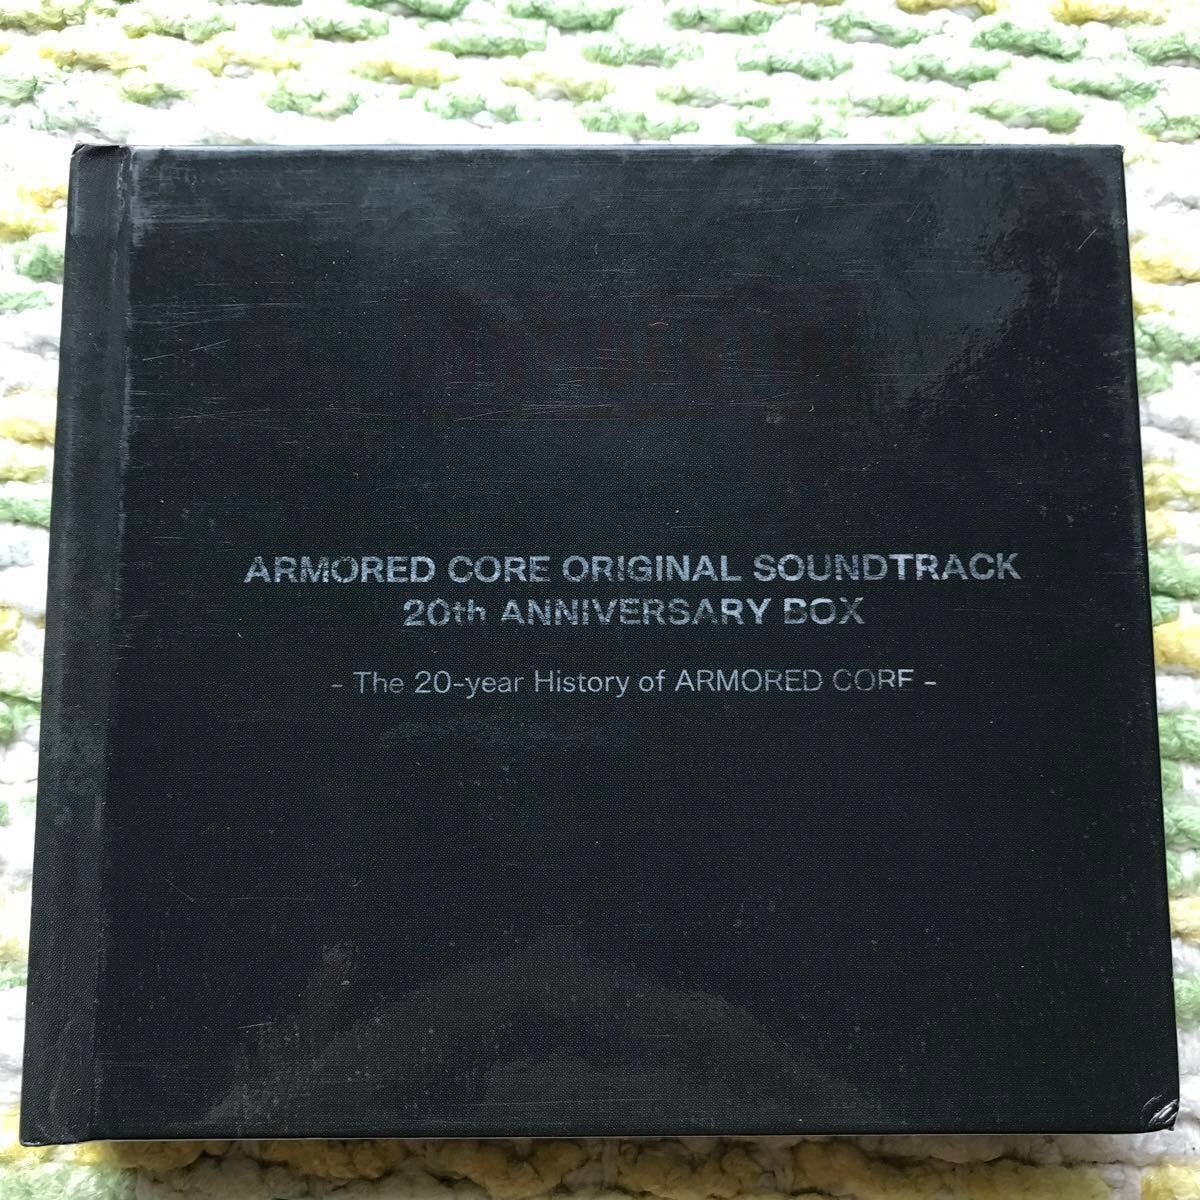 ARMORED CORE ORIGINAL SOUNDTRACK
20th ANNIVERSARY BOX
- The 20-year History of ARMORED CORE -